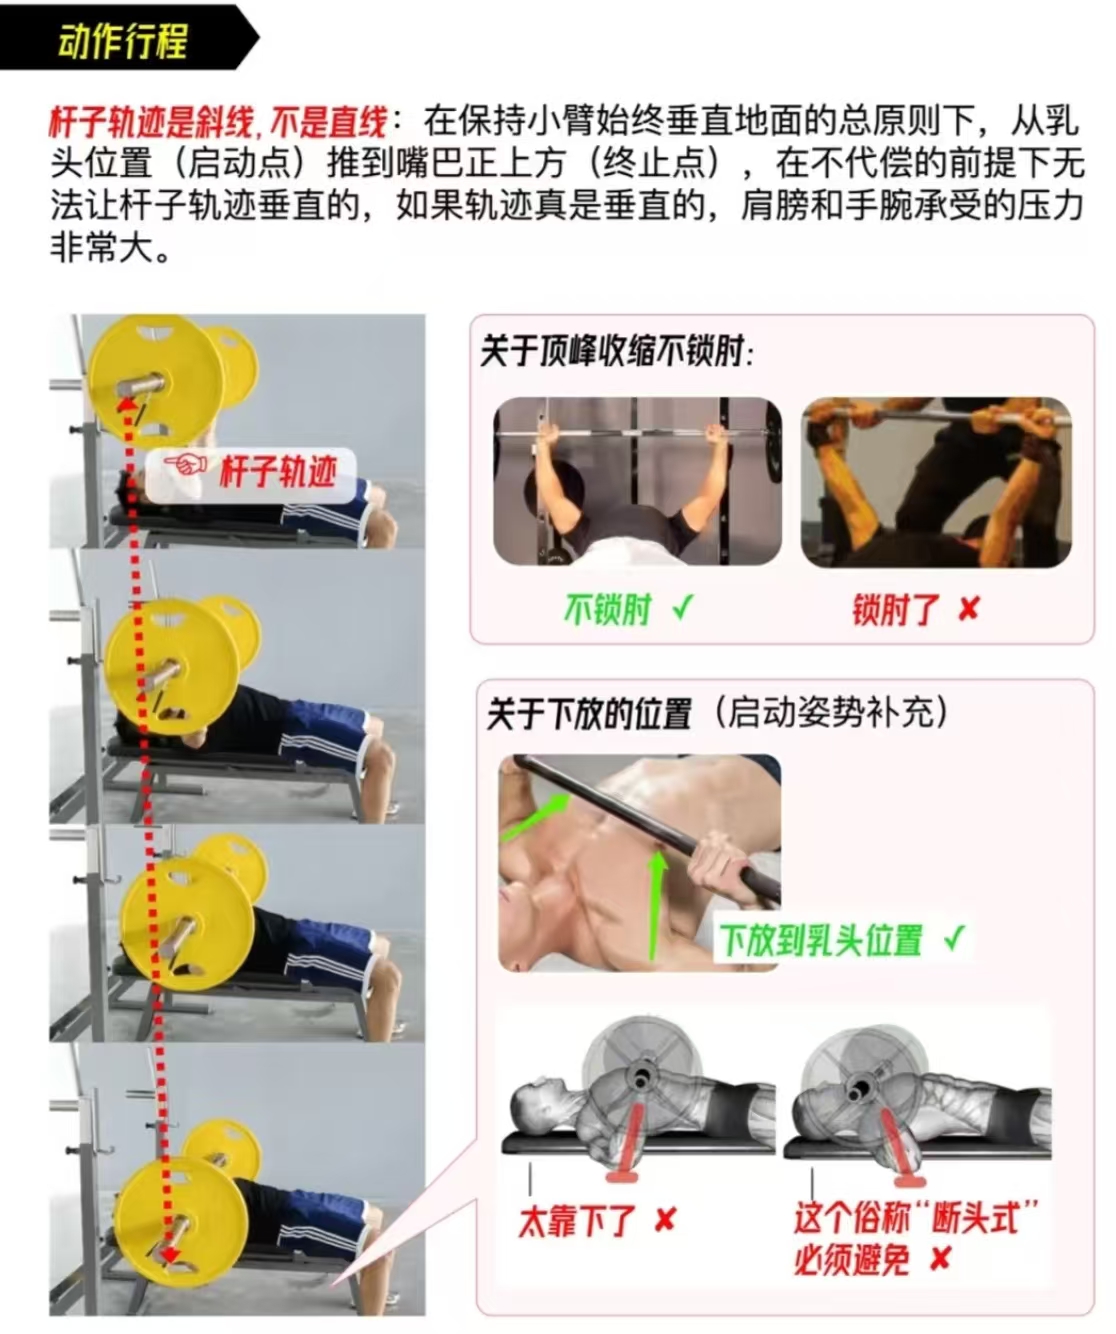 动作行程
杆子轨迹是斜线，不是直线：在保持小臂始终垂直地面的总原则下，从乳
头位置（启动点）推到嘴巴正上方（终止点），在不代偿的前提下无
法让杆子轨迹垂直的，如果轨迹真是垂直的，肩膀和手腕承受的压力
非常大。
杆子轨迹
关于顶峰收缩不锁肘：
不锁肘 ✓
锁肘了 ✘
关于下放的位置（启动姿势补充）
下放到乳头位置 ✓
太靠下了 ✘
这个俗称“断头式”
必须避免 ✘